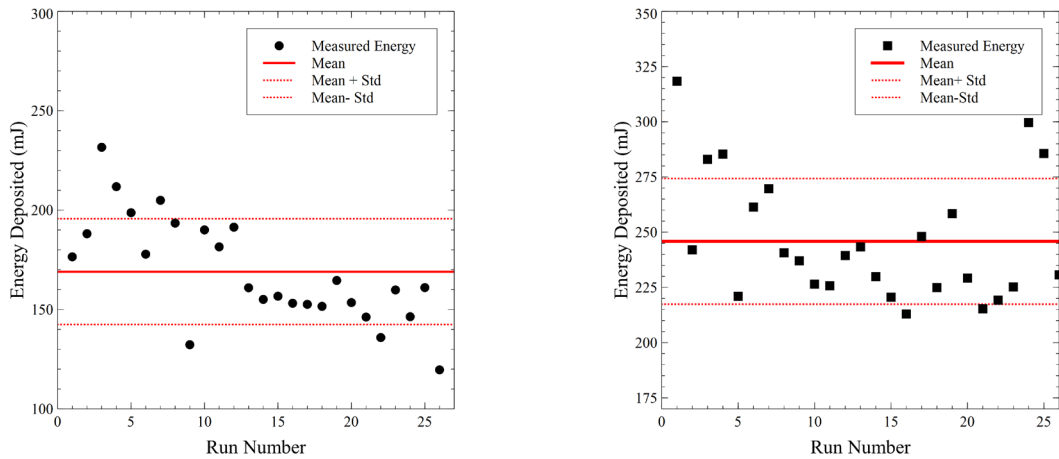 300
250
200
150
100
Energy Deposited (mJ)
Measured Energy
Mean
Mean + Std
Mean- Std
0 5 10 15 20 25
Run Number
350
325
300
275
250
225
200
175
Energy Deposited (mJ)
Measured Energy
Mean
Mean+ Std
Mean-Std
0 5 10 15 20 25
Run Number